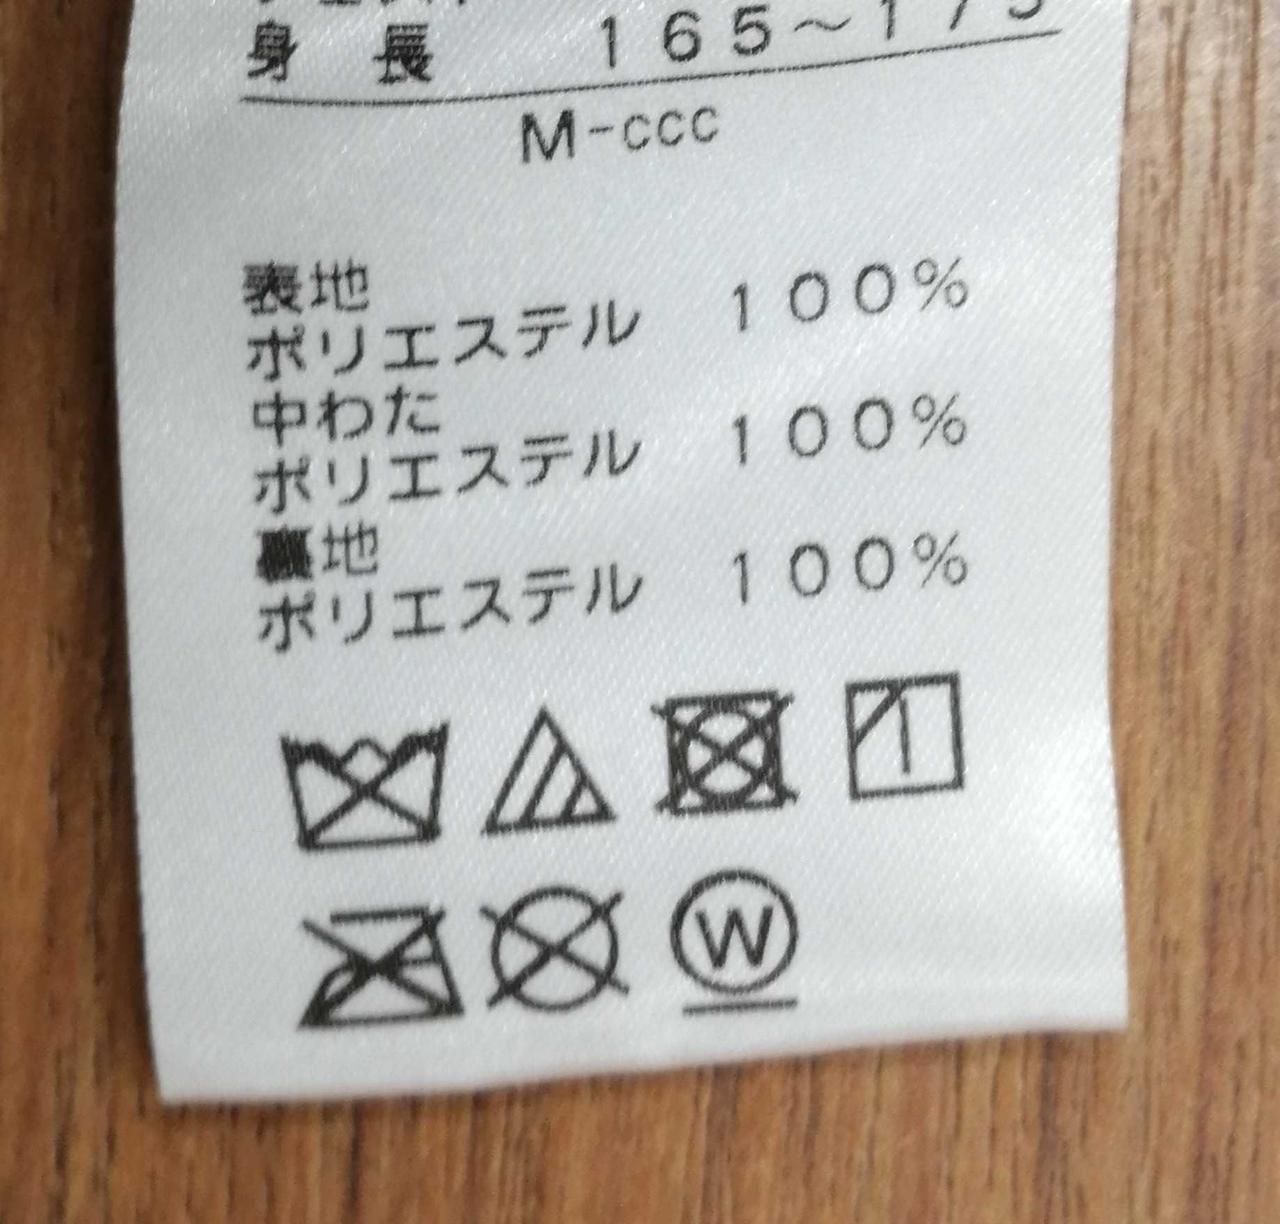 身長 165～175
M-ccc
表地
ポリエステル 100%
中わた
ポリエステル 100%
裏地
ポリエステル 100%
W